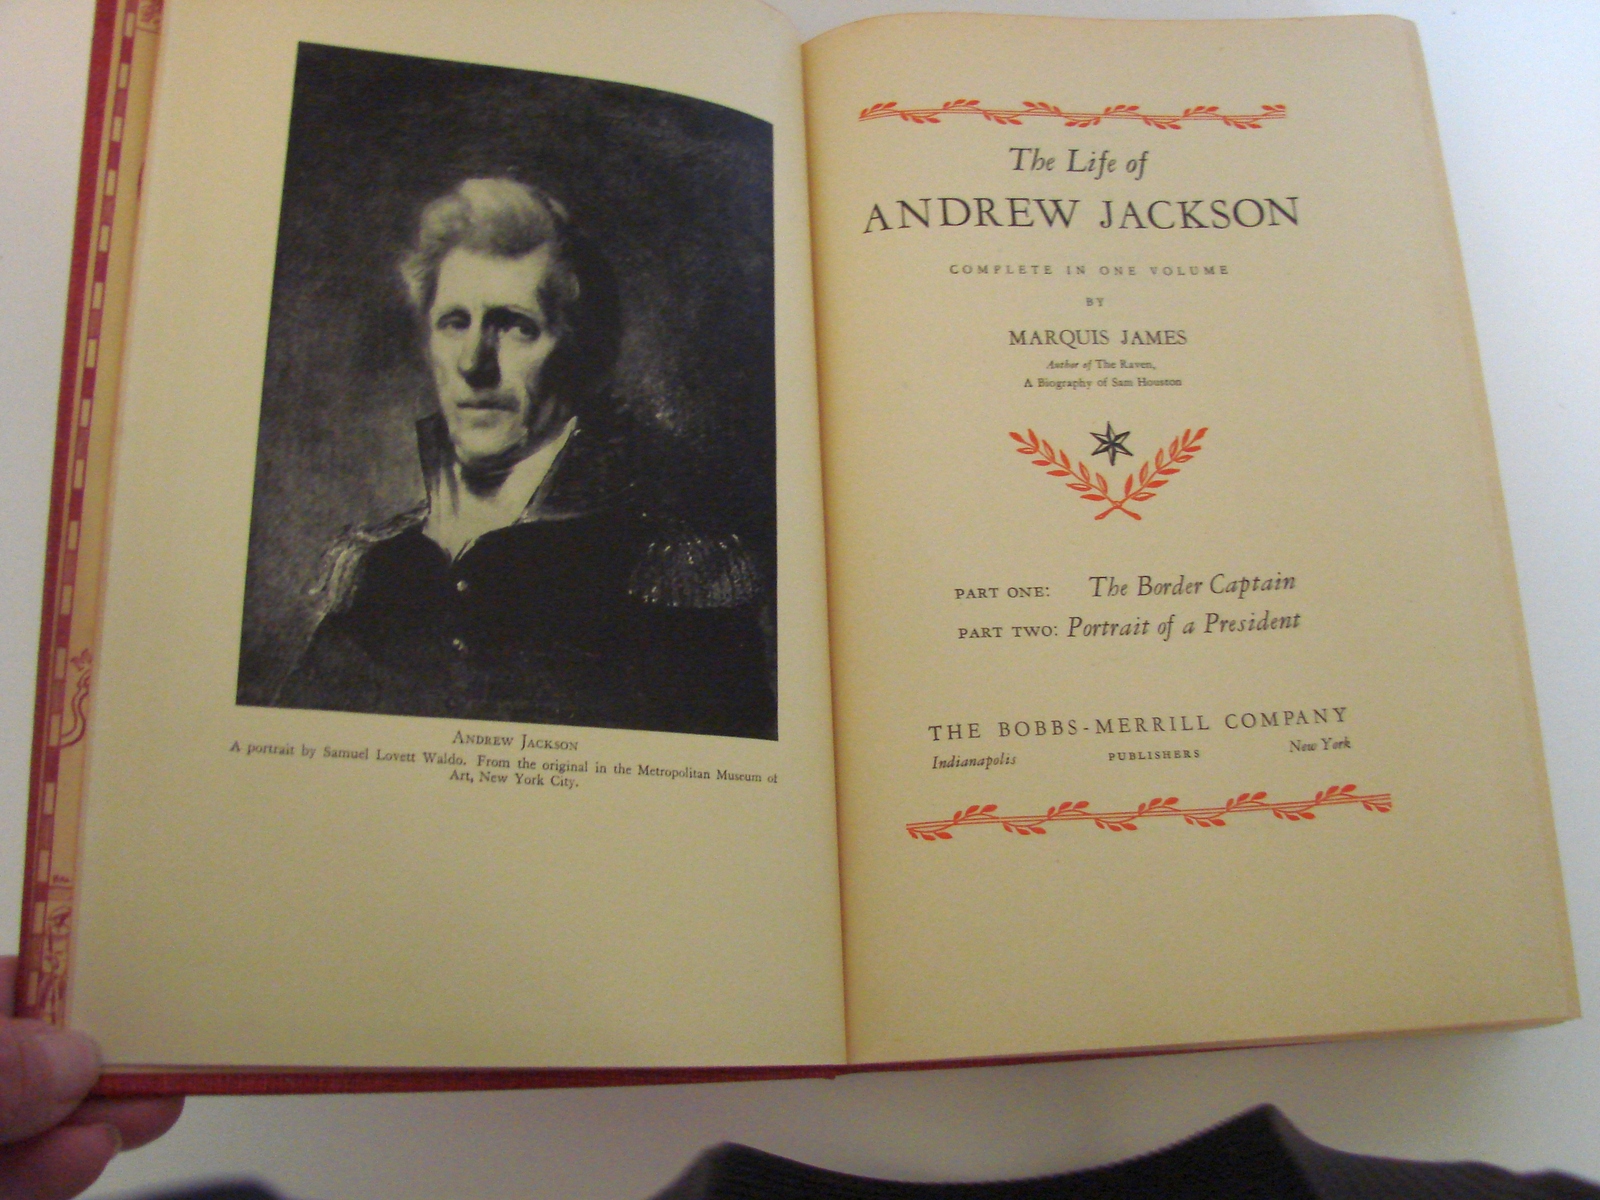 ANDREW JACKSON
A portrait by Samuel Lovett Waldo. From the original in the Metropolitan Museum of
Art, New York City.
The Life of
ANDREW JACKSON
COMPLETE IN ONE VOLUME
BY
MARQUIS JAMES
Author of The Raven,
A Biography of Sam Houston
PART ONE: The Border Captain
PART TWO: Portrait of a President
THE BOBBS-MERRILL COMPANY
Indianapolis PUBLISHERS New York